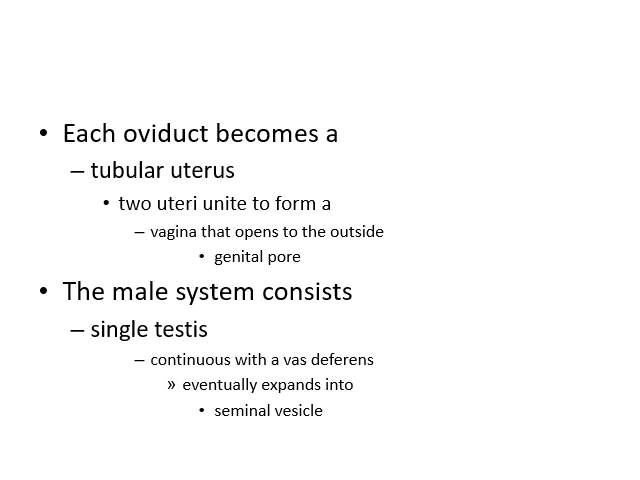 • Each oviduct becomes a
– tubular uterus
• two uteri unite to form a
– vagina that opens to the outside
• genital pore
• The male system consists
– single testis
– continuous with a vas deferens
» eventually expands into
• seminal vesicle